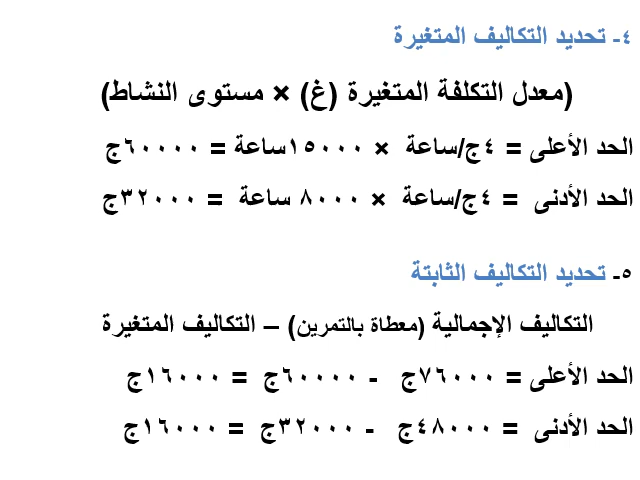 ٤- تحديد التكاليف المتغيرة
(معدل التكلفة المتغيرة (غ) × مستوى النشاط)
الحد الأعلى = ٤ج/ساعة × ١٥٠٠٠ساعة = ٦٠٠٠٠ج
الحد الأدنى = ٤ج/ساعة × ٨٠٠٠ ساعة = ٣٢٠٠٠ج
٥- تحديد التكاليف الثابتة
التكاليف الإجمالية (معطاة بالتمرين) – التكاليف المتغيرة
الحد الأعلى = ٧٦٠٠٠ج - ٦٠٠٠٠ج = ١٦٠٠٠ج
الحد الأدنى = ٤٨٠٠٠ج - ٣٢٠٠٠ج = ١٦٠٠٠ج